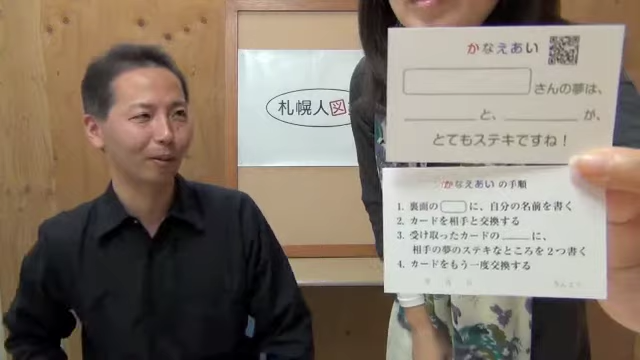 札幌人図
かなえあい
さんの夢は、
と、 が、
とてもステキですね！
かなえあい の手順
1. 裏面の に、自分の名前を書く
2. カードを相手と交換する
3. 受け取ったカードの に、
相手の夢のステキなところを２つ書く
4. カードをもう一度交換する